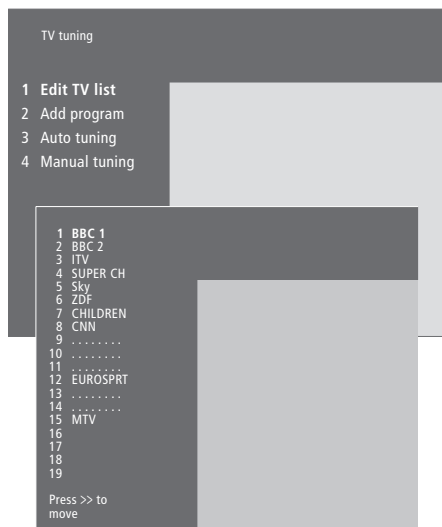 TV tuning
1 Edit TV list
2 Add program
3 Auto tuning
4 Manual tuning
1 BBC 1
2 BBC 2
3 ITV
4 SUPER CH
5 Sky
6 ZDF
7 CHILDREN
8 CNN
9 . . . . . . . .
10 . . . . . . . .
11 . . . . . . . .
12 EUROSPRT
13 . . . . . . . .
14 . . . . . . . .
15 MTV
16
17
18
19
Press >> to
move